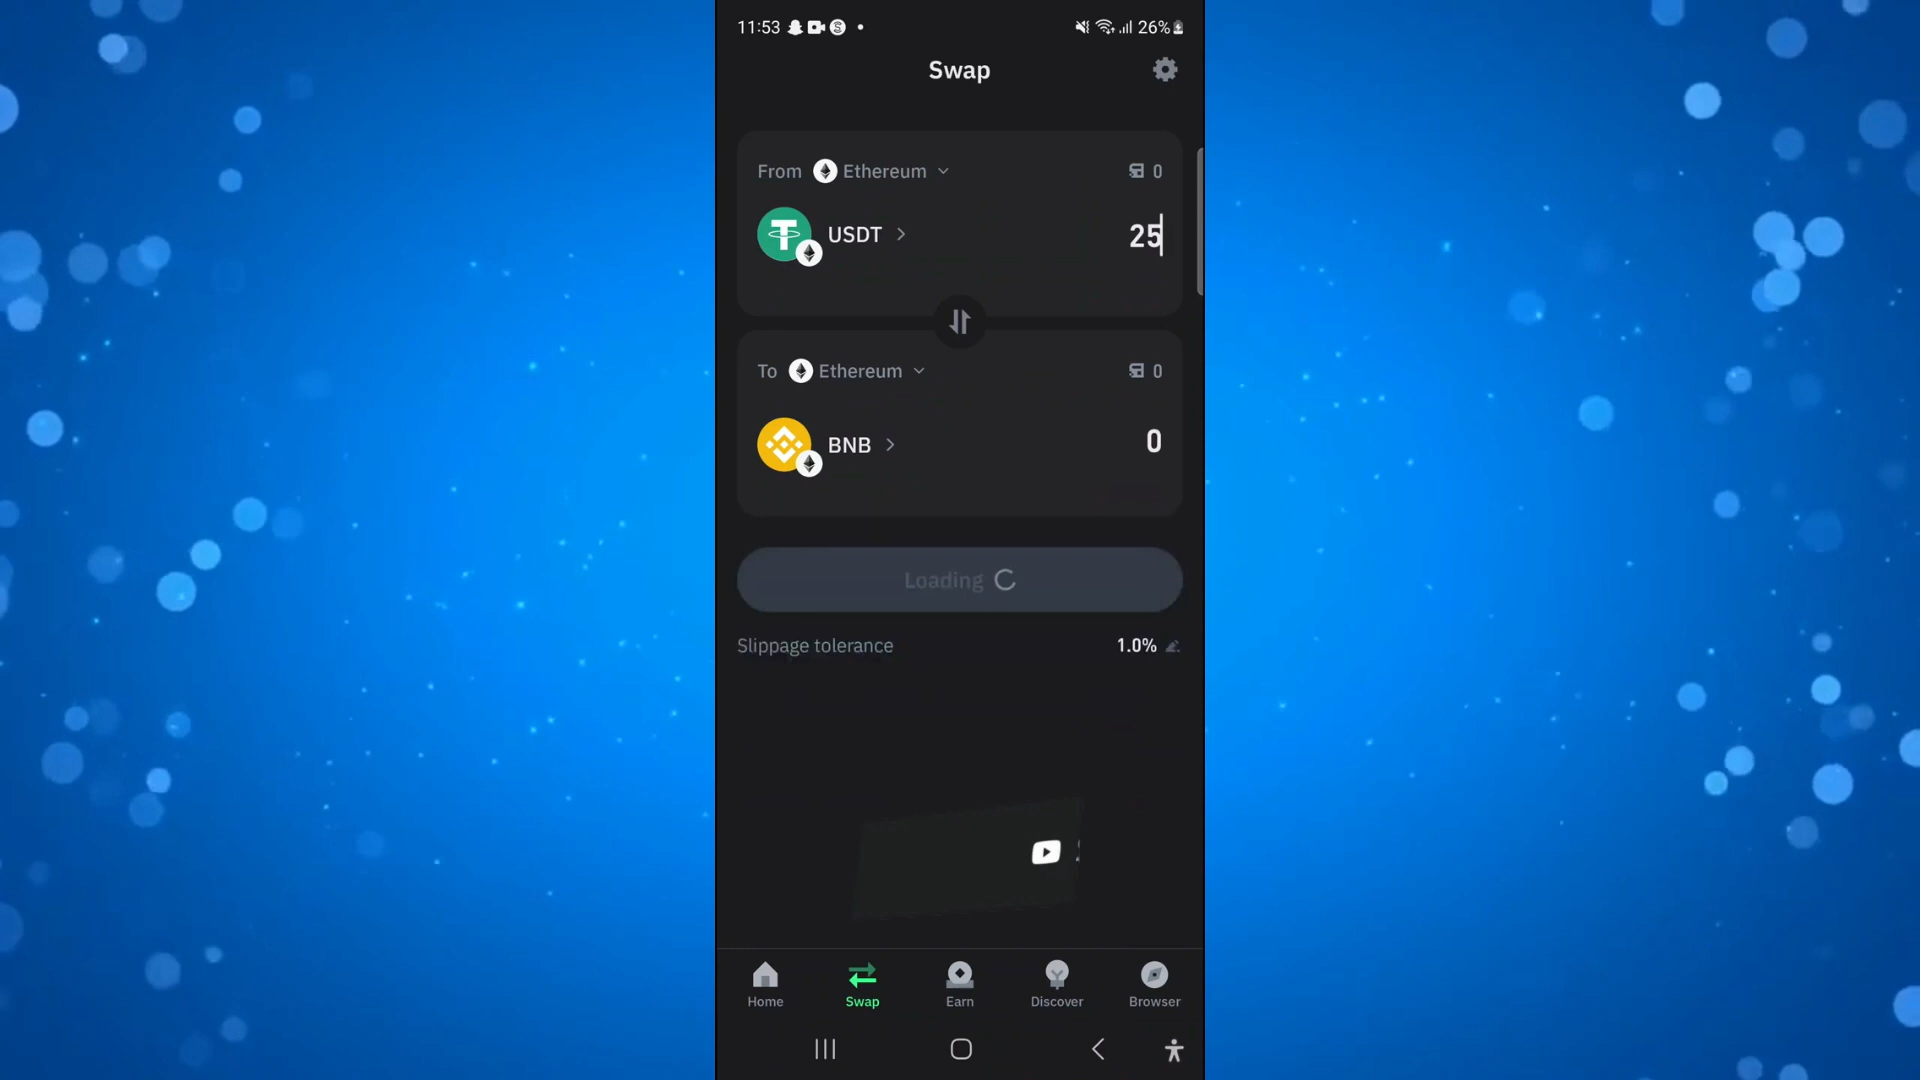 11:53 26%
Swap
From Ethereum 0
USDT 25
To Ethereum 0
BNB 0
Loading
Slippage tolerance 1.0%
Home Swap Earn Discover Browser